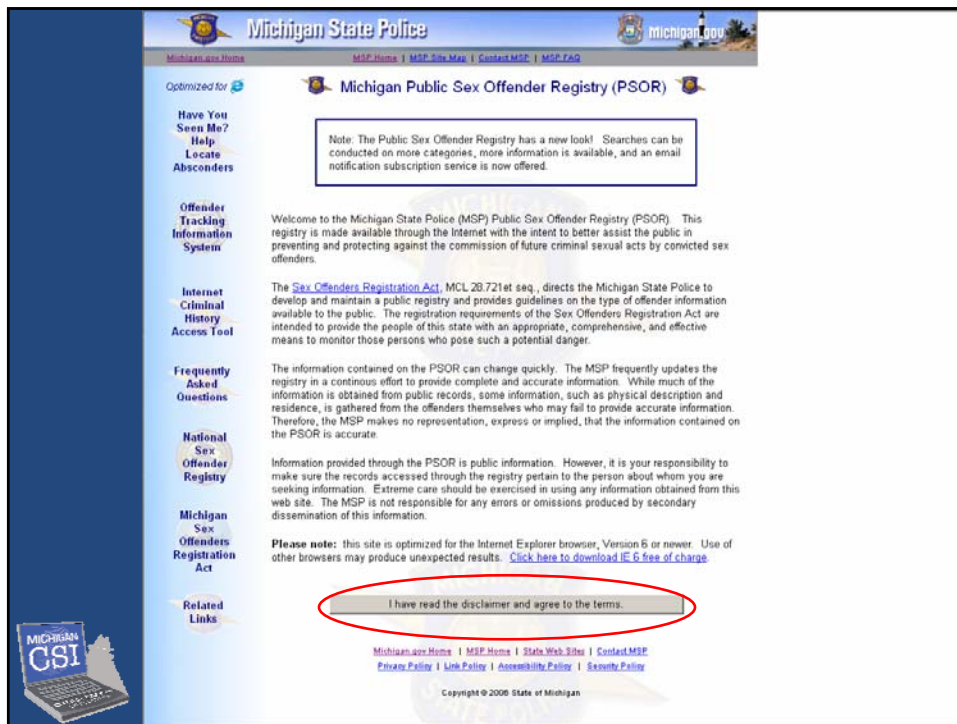 Michigan State Police
Michigan.gov
Michigan.gov Home
MSP Home | MSP Site Map | Contact MSP | MSP FAQ
Optimized for
Michigan Public Sex Offender Registry (PSOR)
Have You
Seen Me?
Help
Locate
Absconders
Offender
Tracking
Information
System
Internet
Criminal
History
Access Tool
Frequently
Asked
Questions
National
Sex
Offender
Registry
Michigan
Sex
Offenders
Registration
Act
Related
Links
Note: The Public Sex Offender Registry has a new look! Searches can be
conducted on more categories, more information is available, and an email
notification subscription service is now offered.
Welcome to the Michigan State Police (MSP) Public Sex Offender Registry (PSOR). This
registry is made available through the Internet with the intent to better assist the public in
preventing and protecting against the commission of future criminal sexual acts by convicted sex
offenders.
The Sex Offenders Registration Act, MCL 28.721et seq., directs the Michigan State Police to
develop and maintain a public registry and provides guidelines on the type of offender information
available to the public. The registration requirements of the Sex Offenders Registration Act are
intended to provide the people of this state with an appropriate, comprehensive, and effective
means to monitor those persons who pose such a potential danger.
The information contained on the PSOR can change quickly. The MSP frequently updates the
registry in a continous effort to provide complete and accurate information. While much of the
information is obtained from public records, some information, such as physical description and
residence, is gathered from the offenders themselves who may fail to provide accurate information.
Therefore, the MSP makes no representation, express or implied, that the information contained on
the PSOR is accurate.
Information provided through the PSOR is public information. However, it is your responsibility to
make sure the records accessed through the registry pertain to the person about whom you are
seeking information. Extreme care should be exercised in using any information obtained from this
web site. The MSP is not responsible for any errors or omissions produced by secondary
dissemination of this information.
Please note: this site is optimized for the Internet Explorer browser, Version 6 or newer. Use of
other browsers may produce unexpected results. Click here to download IE 6 free of charge.
I have read the disclaimer and agree to the terms.
Michigan.gov Home | MSP Home | State Web Sites | Contact MSP
Privacy Policy | Link Policy | Accessibility Policy | Security Policy
Copyright © 2006 State of Michigan
MICHIGAN
CSI